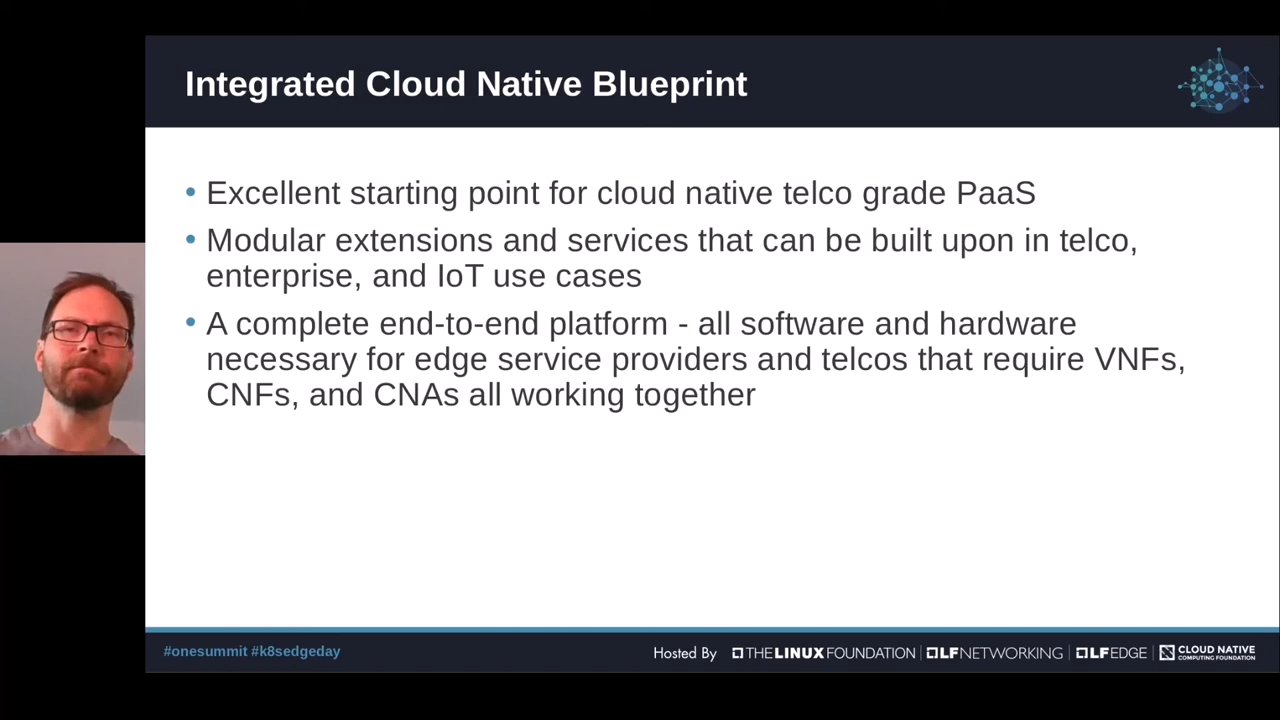 Integrated Cloud Native Blueprint
• Excellent starting point for cloud native telco grade PaaS
• Modular extensions and services that can be built upon in telco,
enterprise, and IoT use cases
• A complete end-to-end platform - all software and hardware
necessary for edge service providers and telcos that require VNFs,
CNFs, and CNAs all working together
#onesummit #k8sedgeday
Hosted By THE LINUX FOUNDATION | LFNETWORKING | LFEDGE | CLOUD NATIVE
COMPUTING FOUNDATION